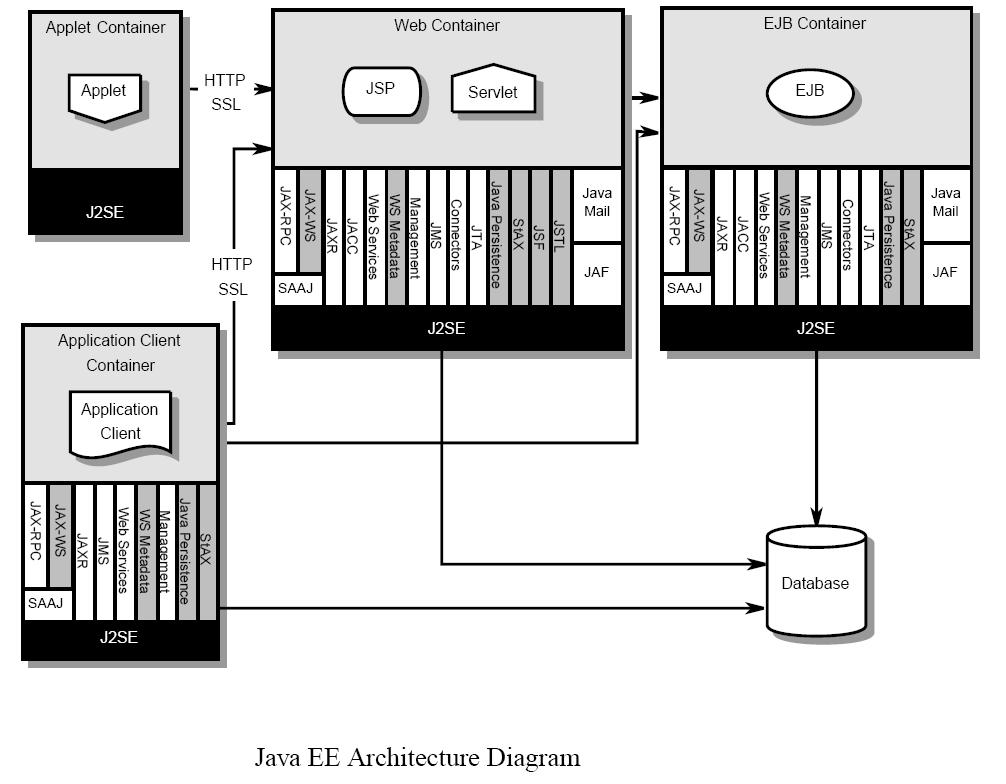 Applet Container
Applet
J2SE
HTTP
SSL
Web Container
JSP
Servlet
JAX-RPC
JAX-WS
SAAJ
JAXR
JACC
Web Services
WS Metadata
Management
JMS
Connectors
JTA
Java Persistence
StAX
JSF
JSTL
Java
Mail
JAF
J2SE
EJB Container
EJB
JAX-RPC
JAX-WS
SAAJ
JAXR
JACC
Web Services
WS Metadata
Management
JMS
Connectors
JTA
Java Persistence
StAX
Java
Mail
JAF
J2SE
HTTP
SSL
Application Client
Container
Application
Client
JAX-RPC
JAX-WS
SAAJ
JAXR
JMS
Web Services
WS Metadata
Management
Java Persistence
StAX
J2SE
Database
Java EE Architecture Diagram